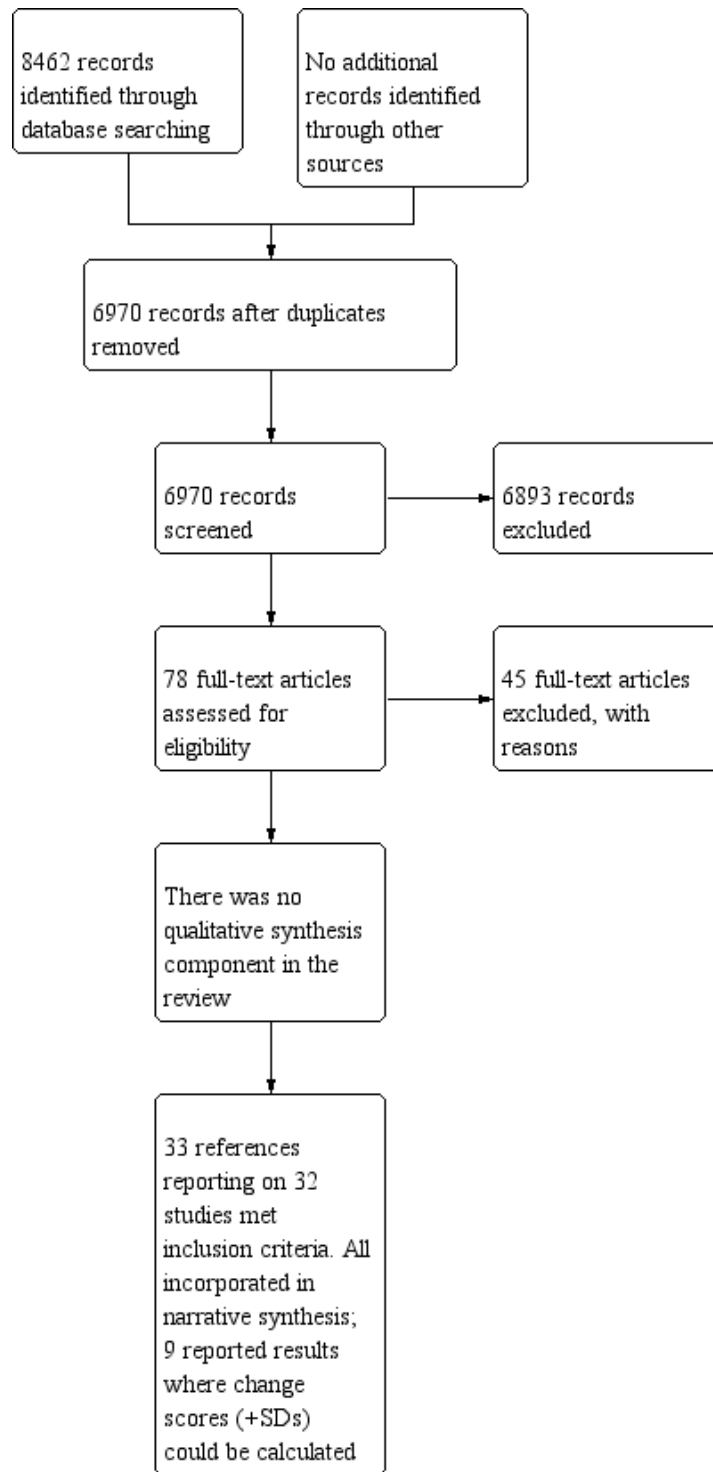 8462 records
identified through
database searching
No additional
records identified
through other
sources
6970 records after duplicates
removed
6970 records
screened
6893 records
excluded
78 full-text articles
assessed for
eligibility
45 full-text articles
excluded, with
reasons
There was no
qualitative synthesis
component in the
review
33 references
reporting on 32
studies met
inclusion criteria. All
incorporated in
narrative synthesis;
9 reported results
where change
scores (+SDs)
could be calculated